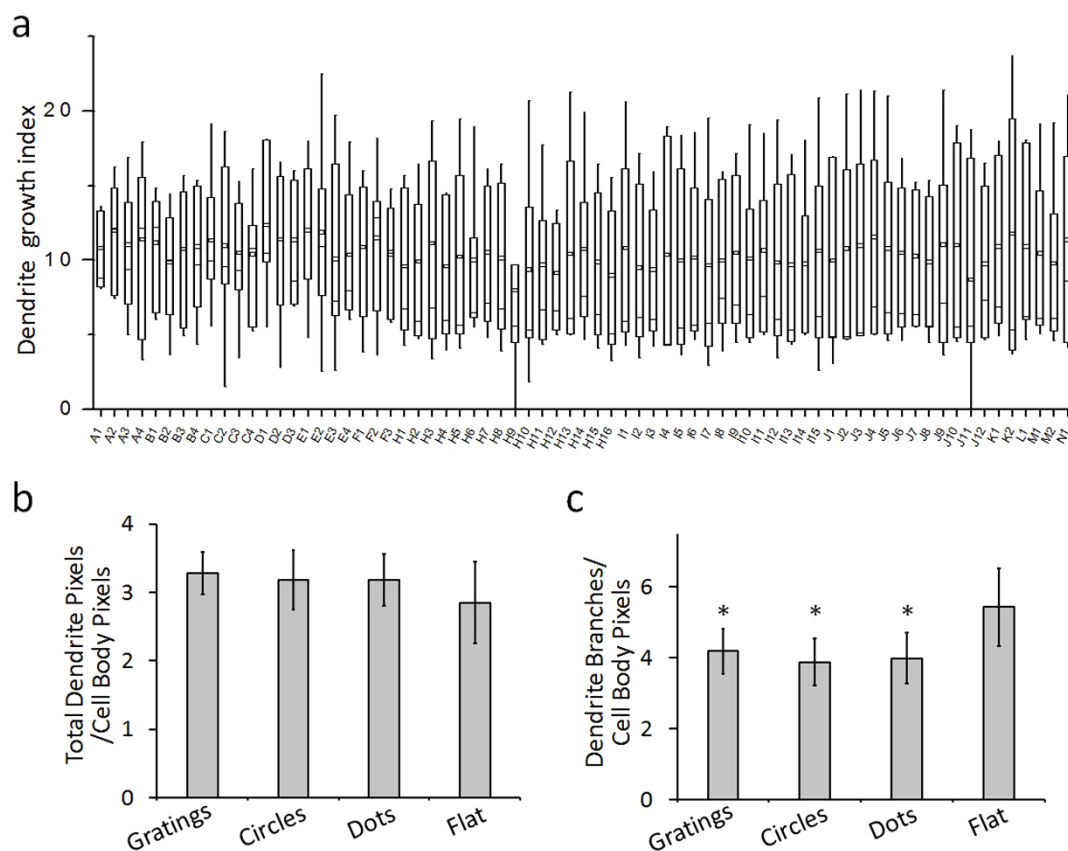 a
Dendrite growth index
20
10
0
A1 A2 A3 A4 B1 B2 B3 B4 C1 C2 C3 C4 D1 D2 D3 E1 E2 E3 E4 F1 F2 F3 H1 H2 H3 H4 H5 H6 H7 H8 H9 H10 H11 H12 H13 H14 H15 H16 I1 I2 I3 I4 I5 I6 I7 I8 I9 I10 I11 I12 I13 I14 I15 J1 J2 J3 J4 J5 J6 J7 J8 J9 J10 J11 J12 K1 K2 L1 M1 M2 N1
b
Total Dendrite Pixels
/Cell Body Pixels
4
3
2
1
0
Gratings Circles Dots Flat
c
Dendrite Branches/
Cell Body Pixels
6
4
2
0
* * *
Gratings Circles Dots Flat